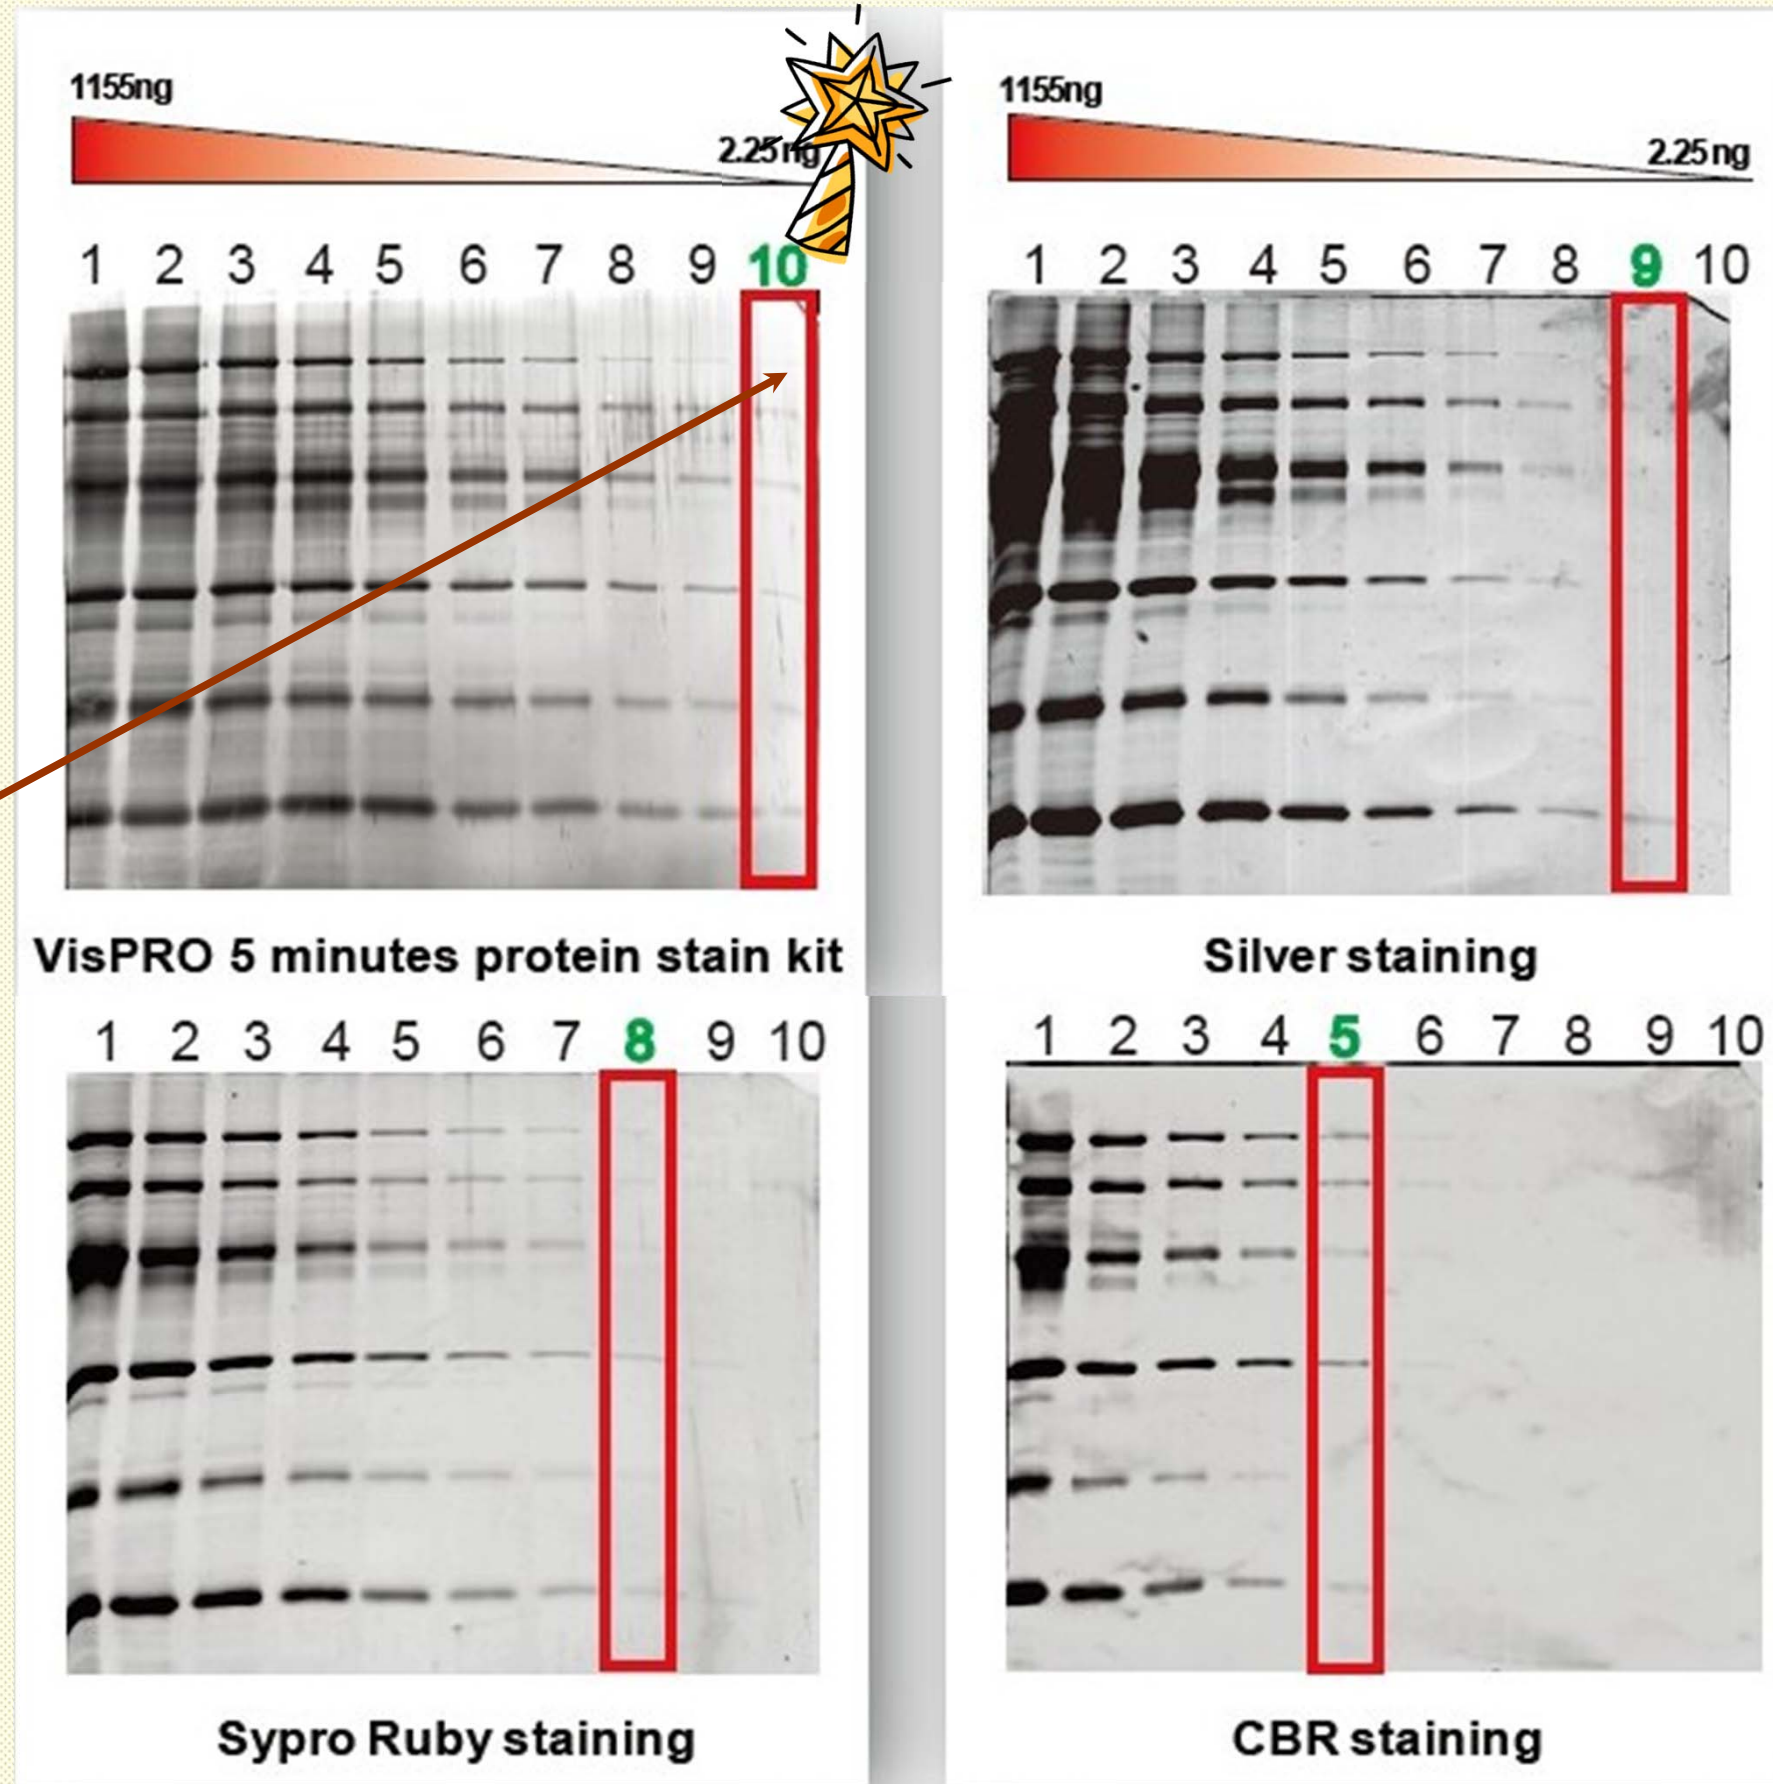 1155ng
2.25ng
1 2 3 4 5 6 7 8 9 10
VisPRO 5 minutes protein stain kit
1155ng
2.25ng
1 2 3 4 5 6 7 8 9 10
Silver staining
1 2 3 4 5 6 7 8 9 10
Sypro Ruby staining
1 2 3 4 5 6 7 8 9 10
CBR staining